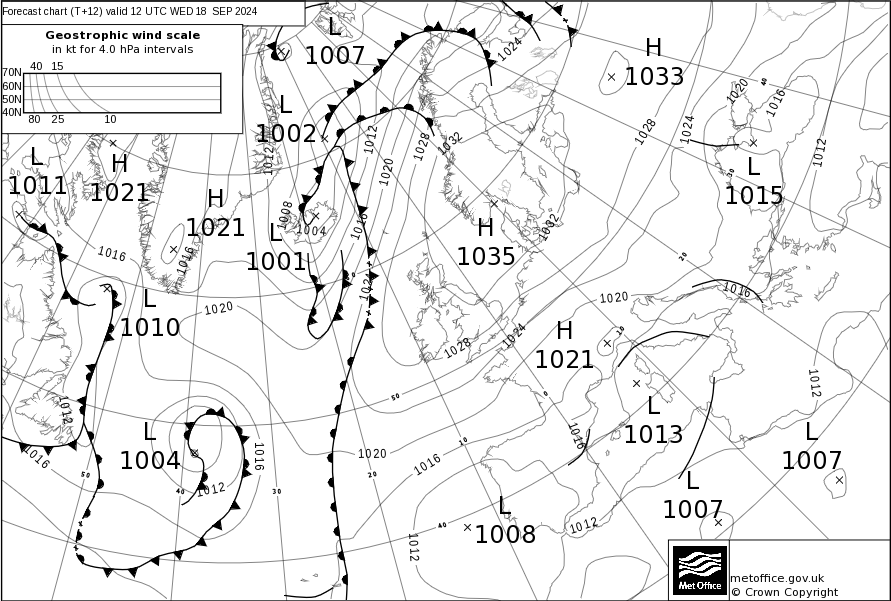 Forecast chart (T+12) valid 12 UTC WED 18 SEP 2024
Geostrophic wind scale
in kt for 4.0 hPa intervals
40 15
70N
60N
50N
40N
80 25 10
L
1007
H
1033
1024
1020
1016
40
L
1002
1012
1012
1028
1032
1020
1028
1024
1012
L
1011
H
1021
H
1021
L
1015
30
1008
1004
1016
1032
H
1035
L
1001
1016
1016
20
1016
1020
1024
1020
L
1010
1020
H
1021
10
1028
1024
1012
50
0
1012
L
1013
L
1004
1016
1016
1016
1020
1016
10
20
50
40
1012
30
L
1007
L
1007
L
1008
40
1012
1012
Met Office
metoffice.gov.uk
© Crown Copyright